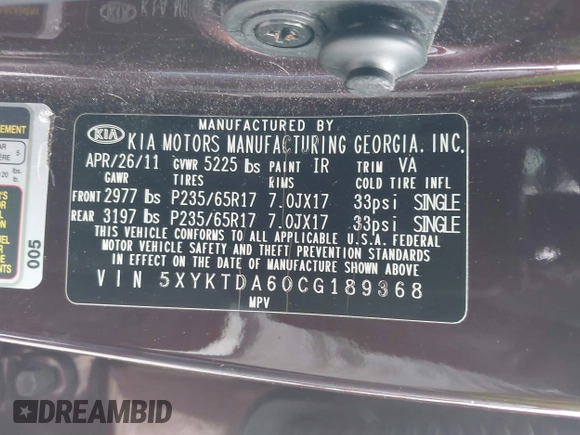 MANUFACTURED BY
KIA KIA MOTORS MANUFACTURING GEORGIA, INC.
APR/26/11 GVWR 5225 lbs PAINT IR TRIM VA
GAWR TIRES RIMS COLD TIRE INFL
FRONT 2977 lbs P235/65R17 7.0JX17 33psi SINGLE
REAR 3197 lbs P235/65R17 7.0JX17 33psi SINGLE
THIS VEHICLE CONFORMS TO ALL APPLICABLE U.S.A. FEDERAL
MOTOR VEHICLE SAFETY AND THEFT PREVENTION STANDARDS
IN EFFECT ON THE DATE OF MANUFACTURE SHOWN ABOVE
VIN 5XYKTDA60CG189368
MPV
005
DREAMBID